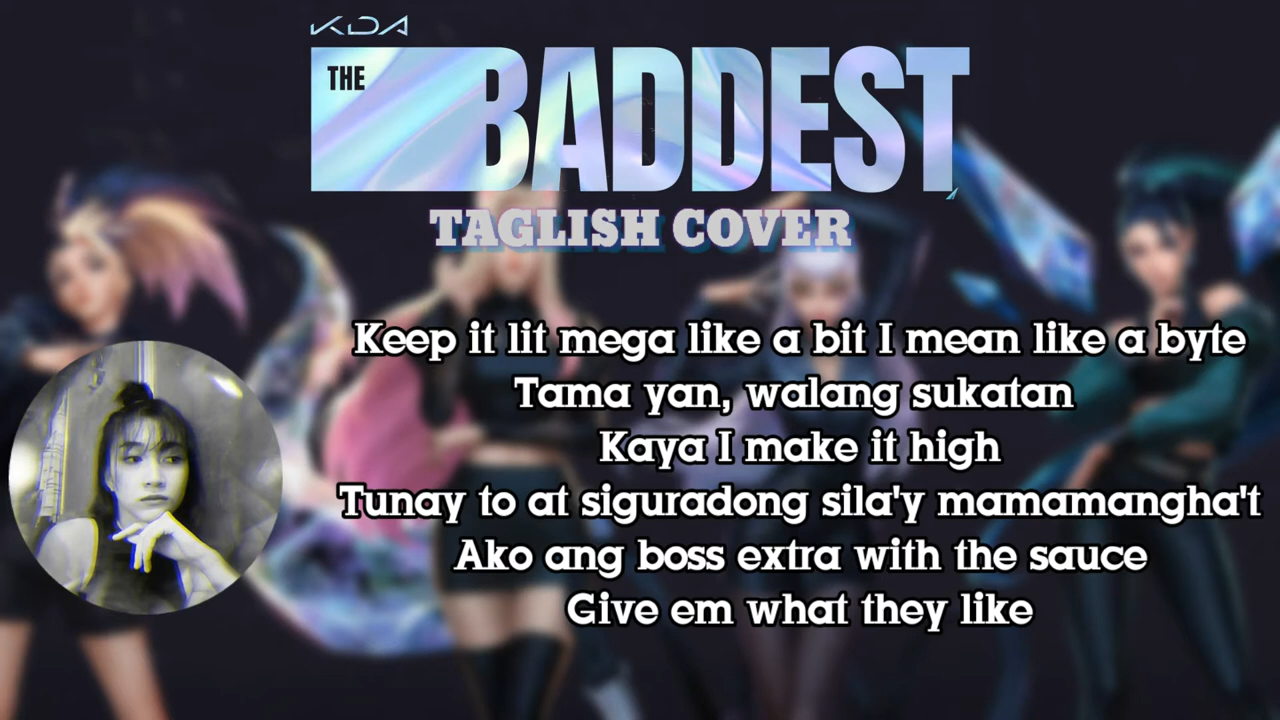 K/DA
THE
BADDEST
TAGLISH COVER
Keep it lit mega like a bit I mean like a byte
Tama yan, walang sukatan
Kaya I make it high
Tunay to at siguradong sila'y mamamangha't
Ako ang boss extra with the sauce
Give em what they like